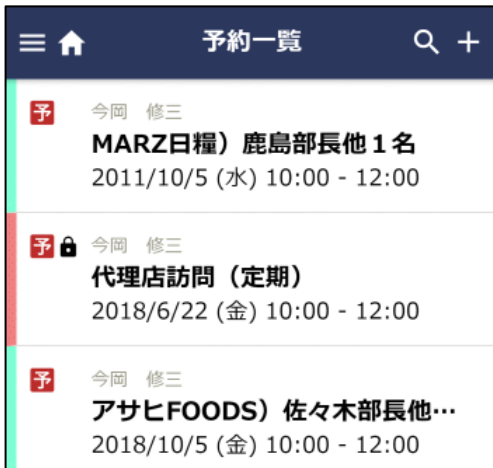 予約一覧
予
今岡　修三
MARZ日糧）鹿島部長他１名
2011/10/5 (水) 10:00 - 12:00
予
今岡　修三
代理店訪問（定期）
2018/6/22 (金) 10:00 - 12:00
予
今岡　修三
アサヒFOODS）佐々木部長他…
2018/10/5 (金) 10:00 - 12:00